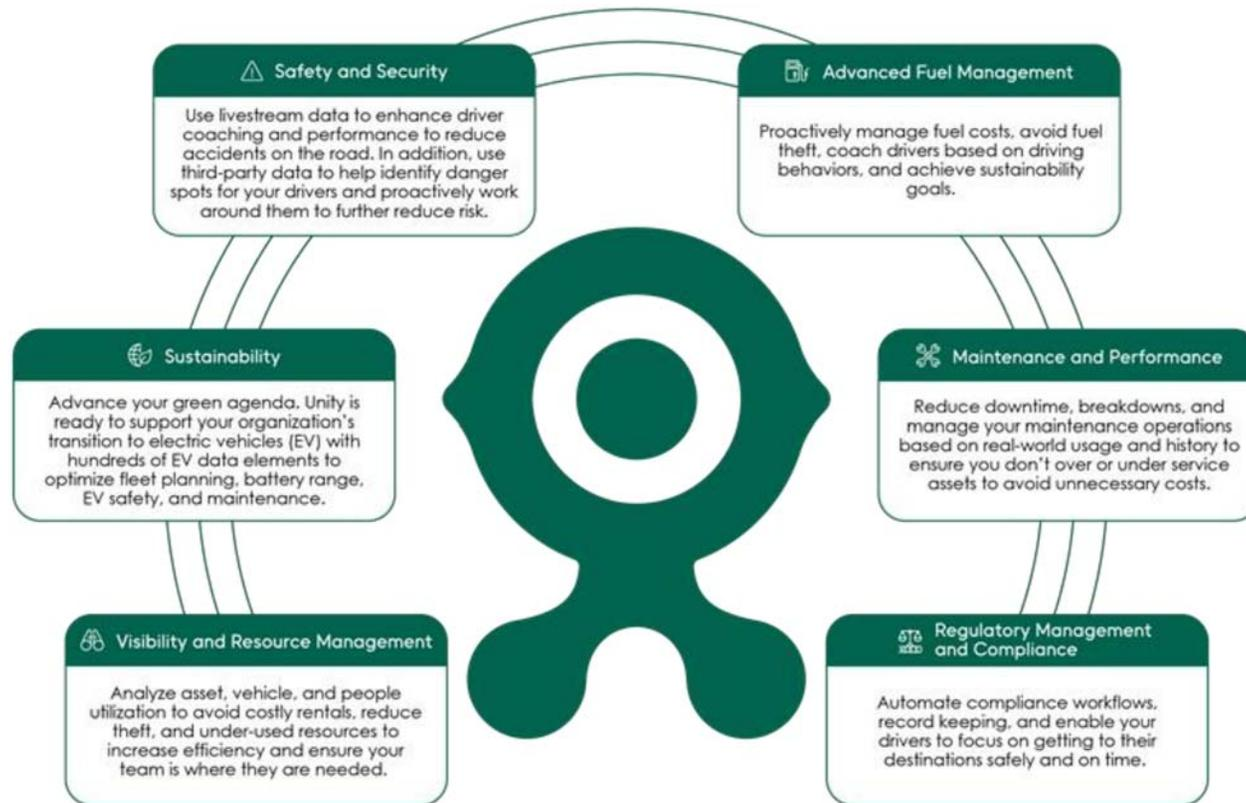 Safety and Security
Use livestream data to enhance driver
coaching and performance to reduce
accidents on the road. In addition, use
third-party data to help identify danger
spots for your drivers and proactively work
around them to further reduce risk.
Advanced Fuel Management
Proactively manage fuel costs, avoid fuel
theft, coach drivers based on driving
behaviors, and achieve sustainability
goals.
Sustainability
Advance your green agenda. Unity is
ready to support your organization's
transition to electric vehicles (EV) with
hundreds of EV data elements to
optimize fleet planning, battery range,
EV safety, and maintenance.
Maintenance and Performance
Reduce downtime, breakdowns, and
manage your maintenance operations
based on real-world usage and history to
ensure you don't over or under service
assets to avoid unnecessary costs.
Visibility and Resource Management
Analyze asset, vehicle, and people
utilization to avoid costly rentals, reduce
theft, and under-used resources to
increase efficiency and ensure your
team is where they are needed.
Regulatory Management
and Compliance
Automate compliance workflows,
record keeping, and enable your
drivers to focus on getting to their
destinations safely and on time.